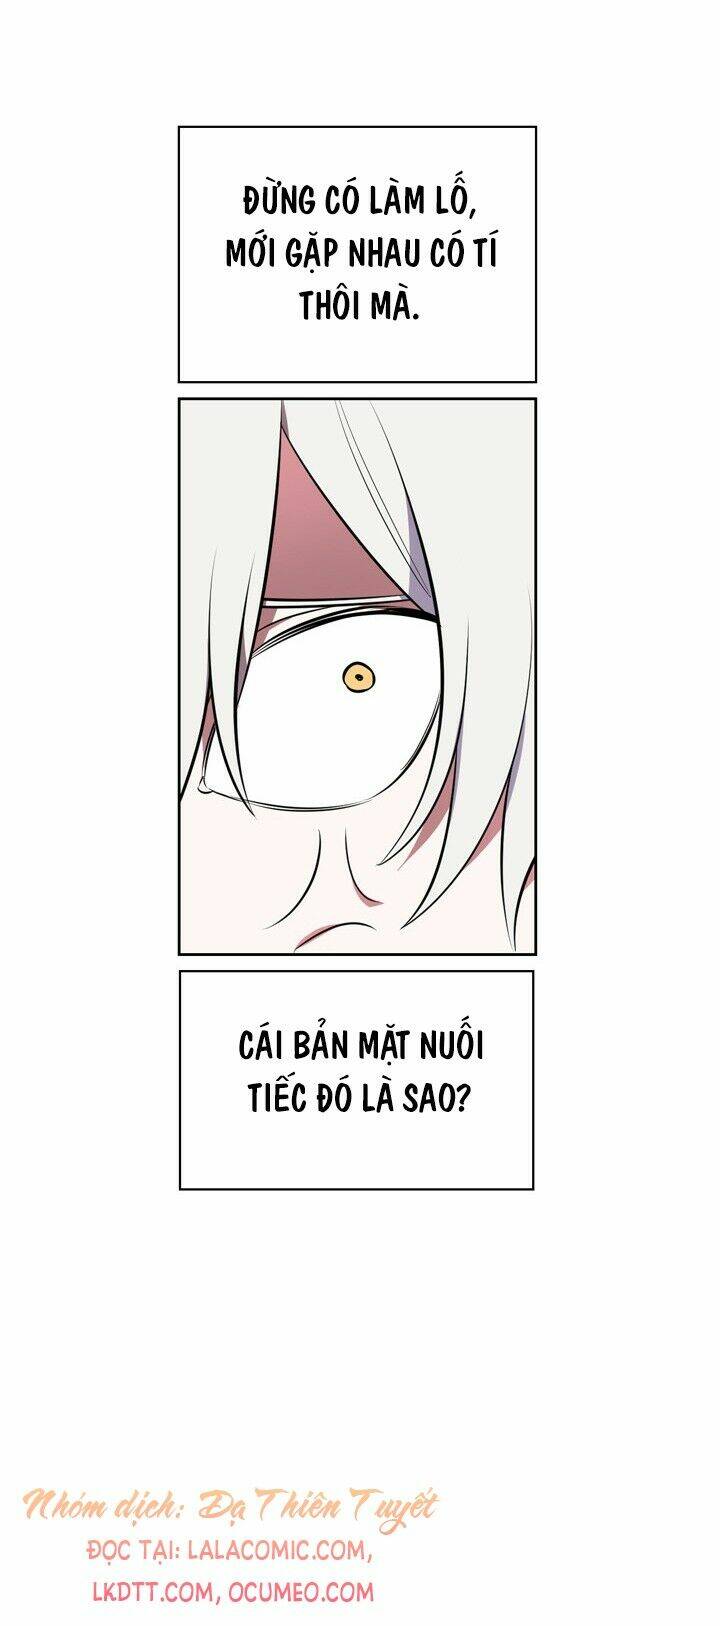 ĐỪNG CÓ LÀM LỐ,
MỚI GẶP NHAU CÓ TÍ
THÔI MÀ.
CÁI BẢN MẶT NUỐI
TIẾC ĐÓ LÀ SAO?
Nhóm dịch: Dạ Thiên Tuyết
ĐỌC TẠI: LALACOMIC.COM,
LKDTT.COM, OCUMEO.COM